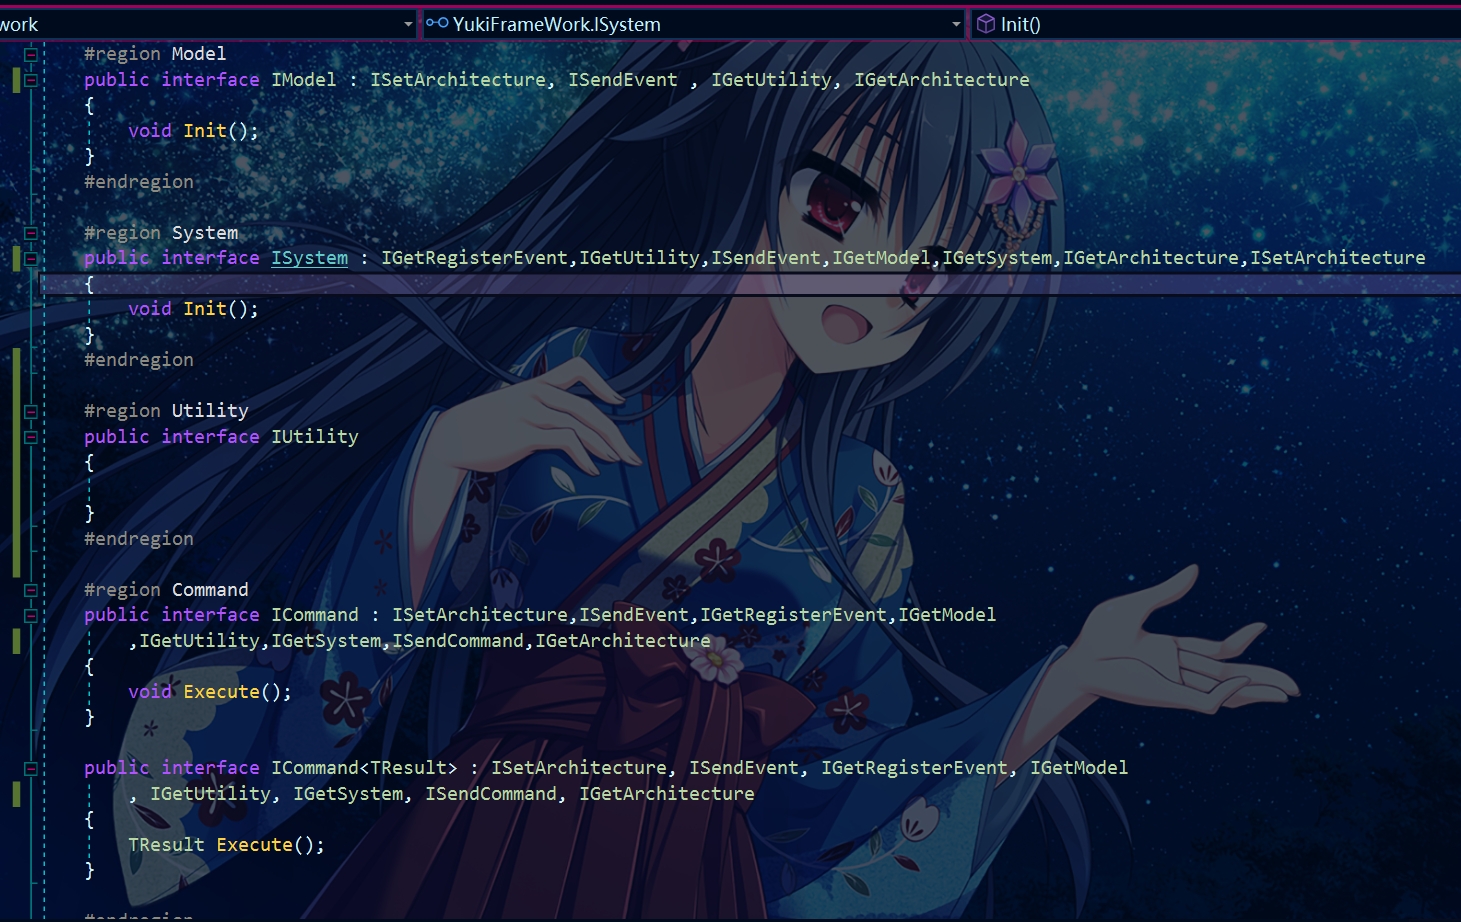 work YukiFrameWork.ISystem Init()
#region Model
public interface IModel : ISetArchitecture, ISendEvent , IGetUtility, IGetArchitecture
{
void Init();
}
#endregion
#region System
public interface ISystem : IGetRegisterEvent,IGetUtility,ISendEvent,IGetModel,IGetSystem,IGetArchitecture,ISetArchitecture
{
void Init();
}
#endregion
#region Utility
public interface IUtility
{
}
#endregion
#region Command
public interface ICommand : ISetArchitecture,ISendEvent,IGetRegisterEvent,IGetModel
,IGetUtility,IGetSystem,ISendCommand,IGetArchitecture
{
void Execute();
}
public interface ICommand<TResult> : ISetArchitecture, ISendEvent, IGetRegisterEvent, IGetModel
, IGetUtility, IGetSystem, ISendCommand, IGetArchitecture
{
TResult Execute();
}
#endregion